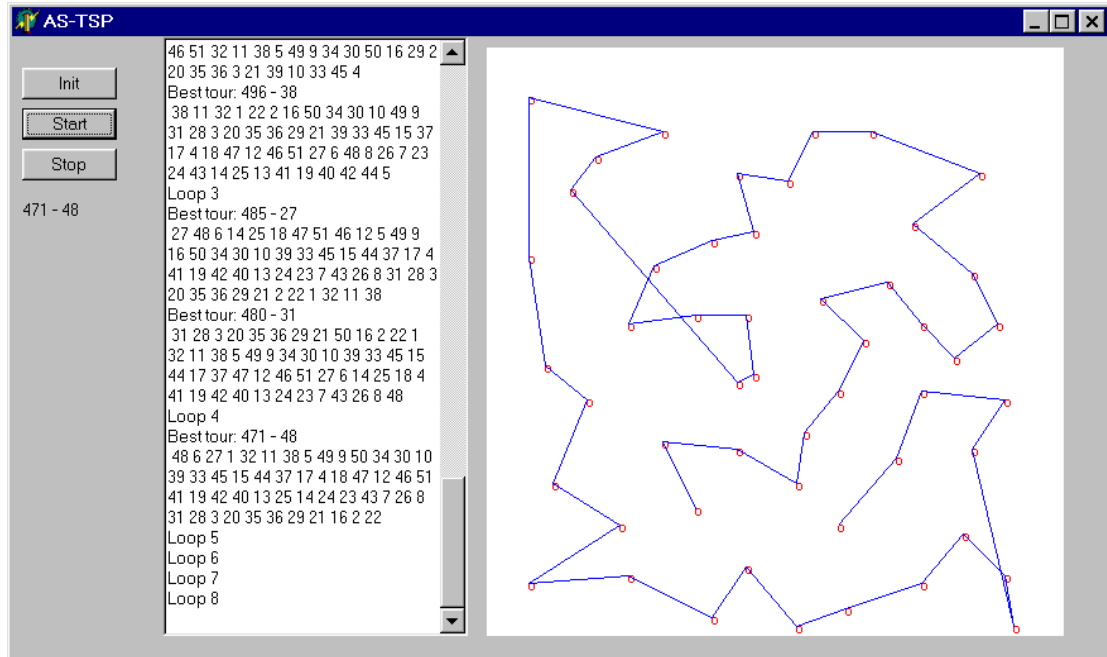 AS-TSP
Init
Start
Stop
471 - 48
46 51 32 11 38 5 49 9 34 30 50 16 29 2
20 35 36 3 21 39 10 33 45 4
Best tour: 496 - 38
38 11 32 1 22 2 16 50 34 30 10 49 9
31 28 3 20 35 36 29 21 39 33 45 15 37
17 4 18 47 12 46 51 27 6 48 8 26 7 23
24 43 14 25 13 41 19 40 42 44 5
Loop 3
Best tour: 485 - 27
27 48 6 14 25 18 47 51 46 12 5 49 9
16 50 34 30 10 39 33 45 15 44 37 17 4
41 19 42 40 13 24 23 7 43 26 8 31 28 3
20 35 36 29 21 2 22 1 32 11 38
Best tour: 480 - 31
31 28 3 20 35 36 29 21 50 16 2 22 1
32 11 38 5 49 9 34 30 10 39 33 45 15
44 17 37 47 12 46 51 27 6 14 25 18 4
41 19 42 40 13 24 23 7 43 26 8 48
Loop 4
Best tour: 471 - 48
48 6 27 1 32 11 38 5 49 9 50 34 30 10
39 33 45 15 44 37 17 4 18 47 12 46 51
41 19 42 40 13 25 14 24 23 43 7 26 8
31 28 3 20 35 36 29 21 16 2 22
Loop 5
Loop 6
Loop 7
Loop 8